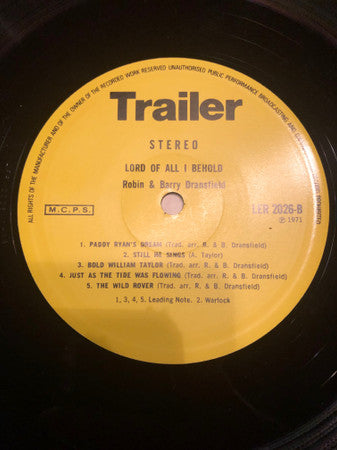 ALL RIGHTS OF THE MANUFACTURER AND OF THE OWNER OF THE RECORDED WORK RESERVED UNAUTHORISED PUBLIC PERFORMANCE BROADCASTING AND
Trailer
STEREO
LORD OF ALL I BEHOLD
Robin & Barry Dransfield
M.C.P.S.
LER 2026-B
℗ 1971
1. PADDY RYAN'S DREAM (Trad. arr. R. & B. Dransfield)
2. STILL HE SINGS (A. Taylor)
3. BOLD WILLIAM TAYLOR (Trad. arr. R. & B. Dransfield)
4. JUST AS THE TIDE WAS FLOWING (Trad. arr. R. & B. Dransfield)
5. THE WILD ROVER (Trad. arr. R. & B. Dransfield)
1, 3, 4, 5. Leading Note. 2. Warlock